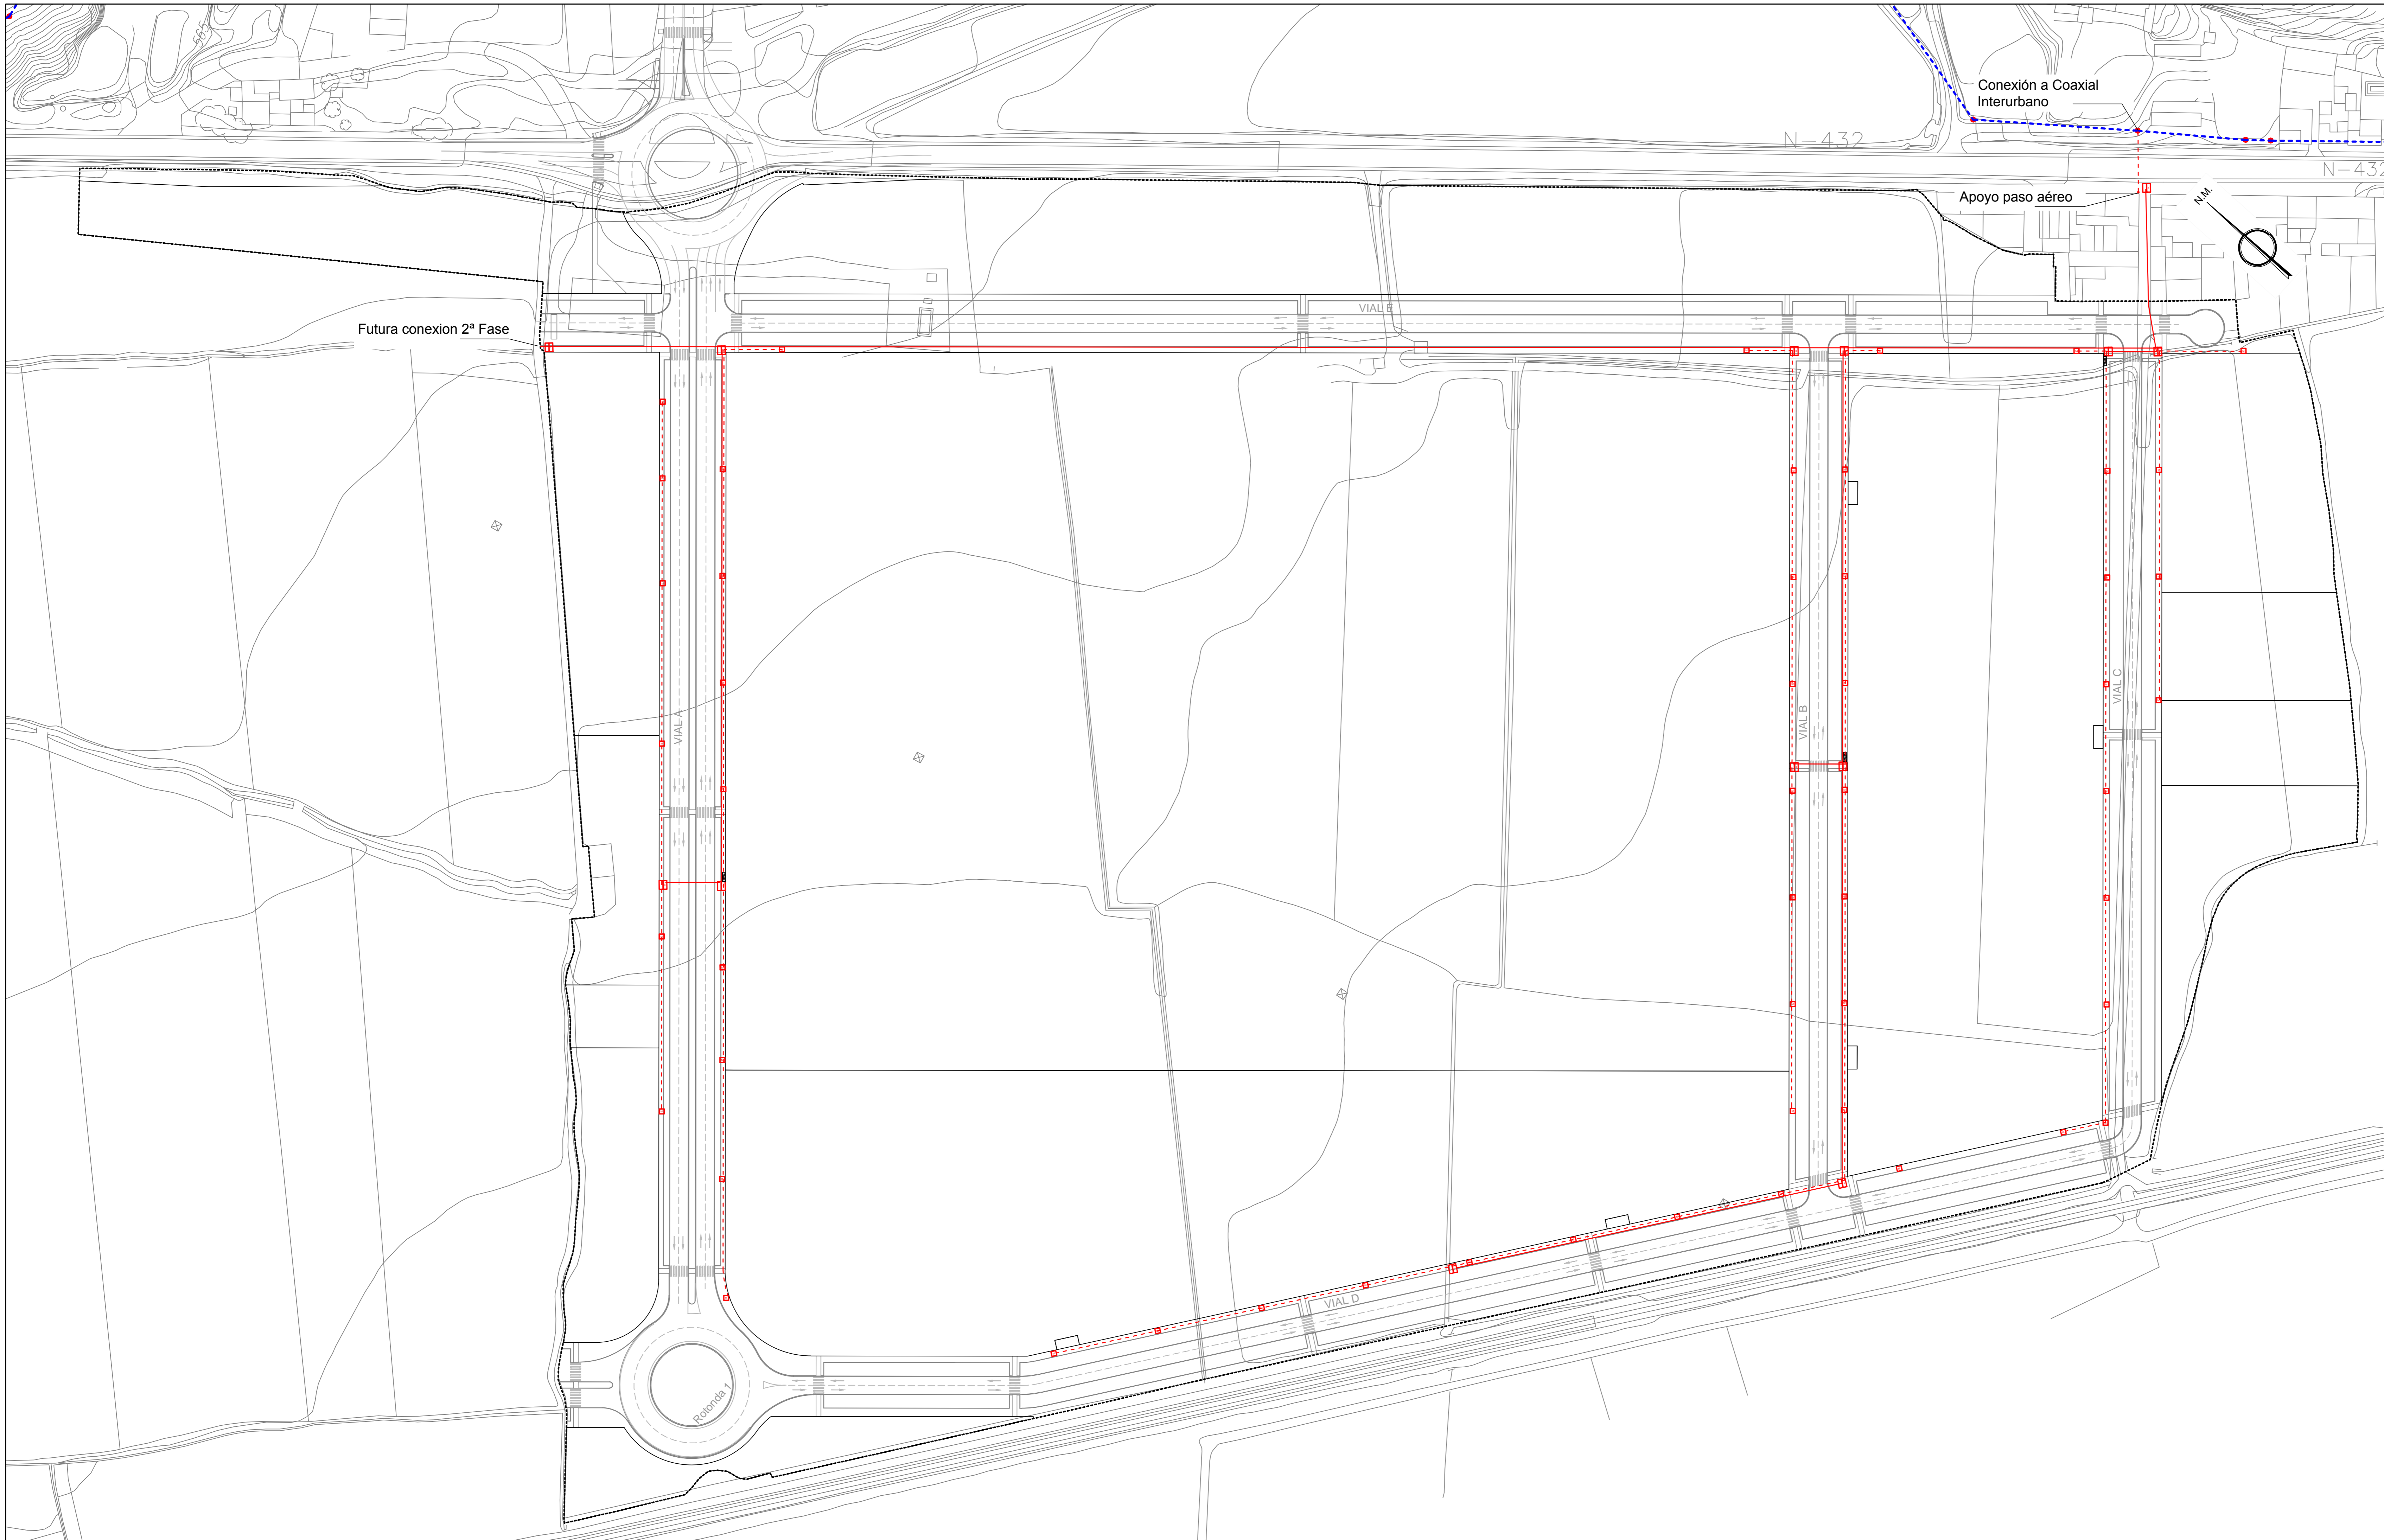 Conexión a Coaxial
Interurbano
N-432
N-432
Apoyo paso aéreo
N.M.
VIAL E
Futura conexion 2ª Fase
VIAL A
VIAL B
VIAL C
VIAL D
Rotonda 1